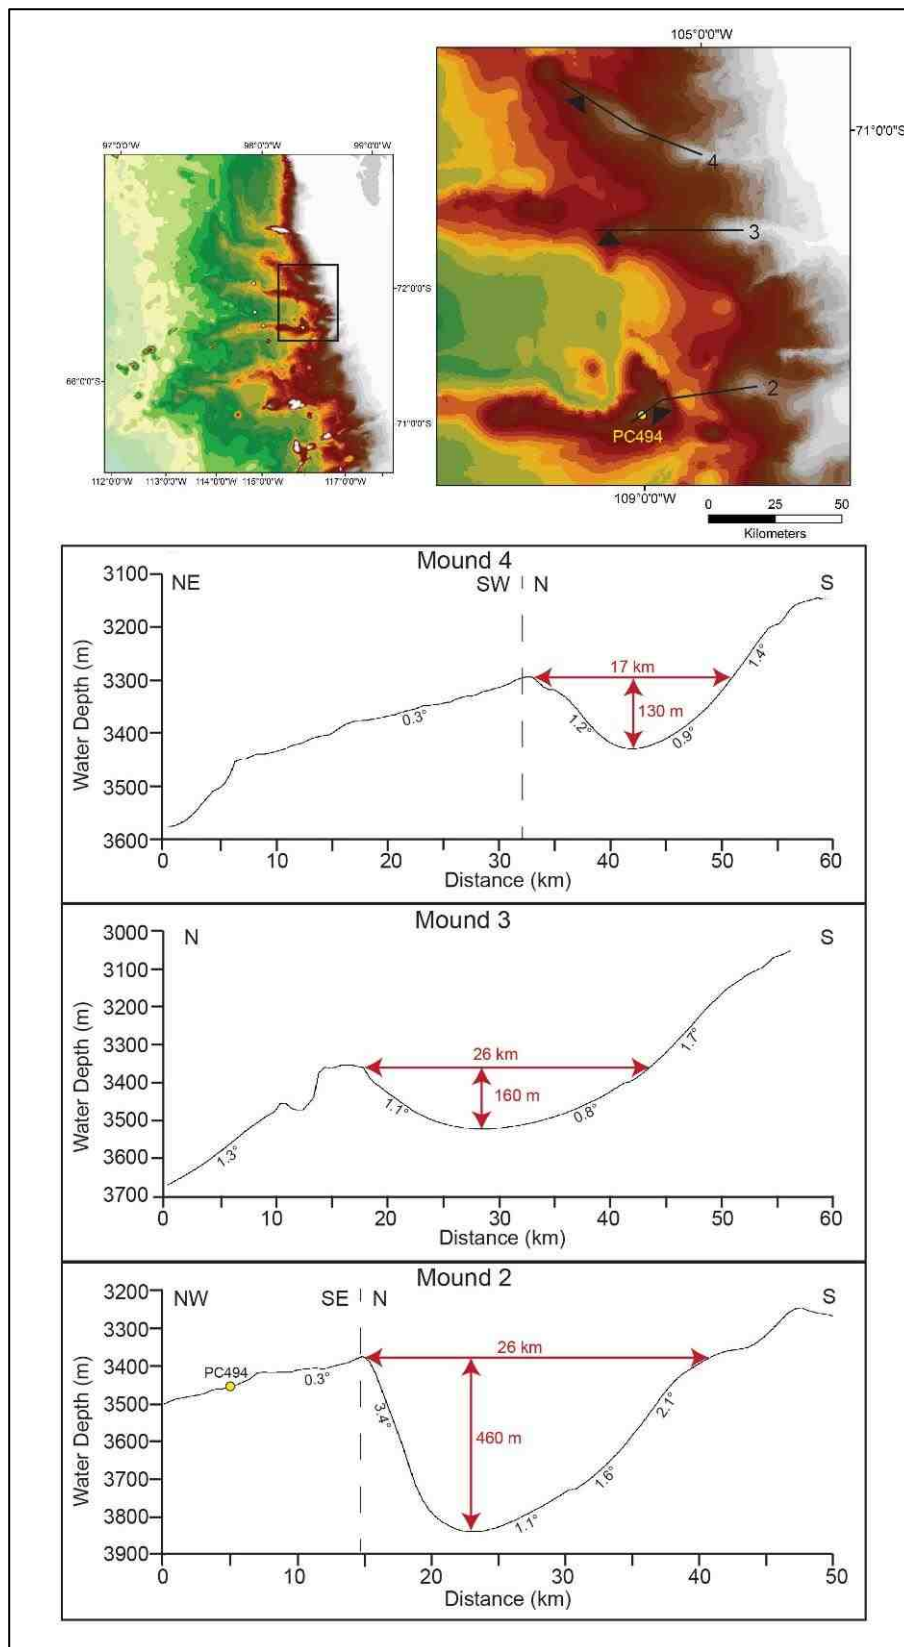 105°0'0"W
71°0'0"S
4
3
2
PC494
109°0'0"W
0 25 50
Kilometers
97°0'0"W 98°0'0"W 99°0'0"W
72°0'0"S
66°0'0"S
71°0'0"S
112°0'0"W 113°0'0"W 114°0'0"W 115°0'0"W 117°0'0"W
Mound 4
NE SW N S
Water Depth (m)
3100
3200
3300
3400
3500
3600
17 km
130 m
0.3°
1.2°
0.9°
1.4°
0 10 20 30 40 50 60
Distance (km)
Mound 3
N S
Water Depth (m)
3000
3100
3200
3300
3400
3500
3600
3700
26 km
160 m
1.3°
1.1°
0.8°
1.7°
0 10 20 30 40 50 60
Distance (km)
Mound 2
NW SE N S
Water Depth (m)
3200
3300
3400
3500
3600
3700
3800
3900
PC494
26 km
460 m
0.3°
3.4°
1.1°
1.6°
2.1°
0 10 20 30 40 50
Distance (km)